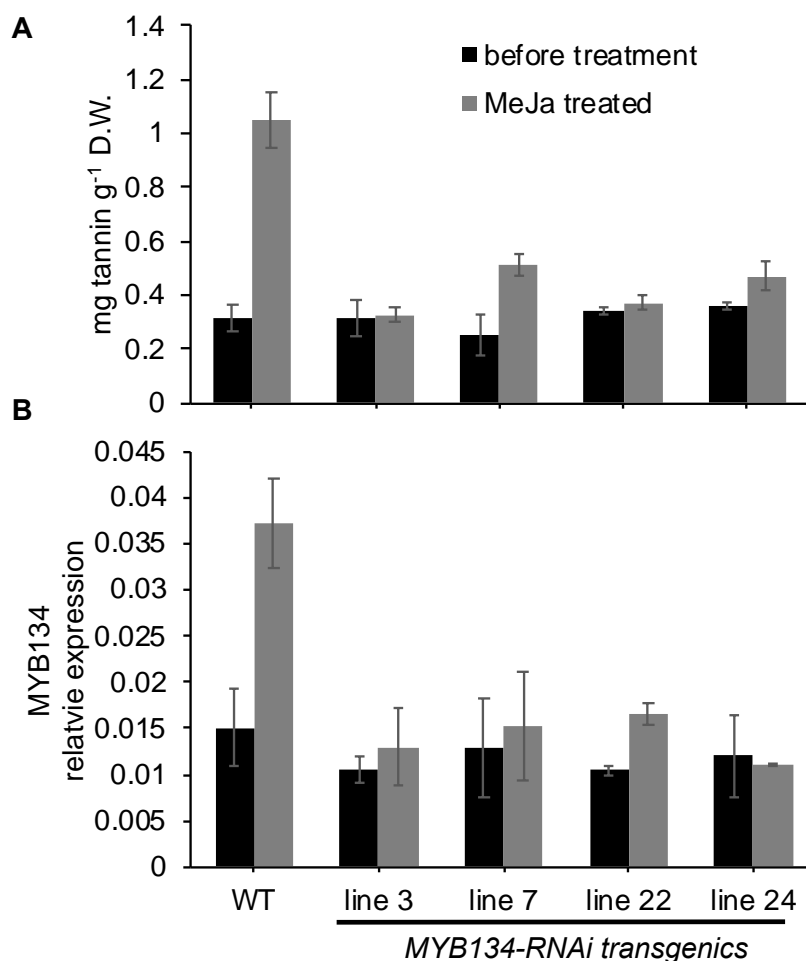 A
1.4
1.2
1
0.8
0.6
0.4
0.2
0
mg tannin g⁻¹ D.W.
before treatment
MeJa treated
B
0.045
0.04
0.035
0.03
0.025
0.02
0.015
0.01
0.005
0
MYB134
relatvie expression
WT line 3 line 7 line 22 line 24
MYB134-RNAi transgenics